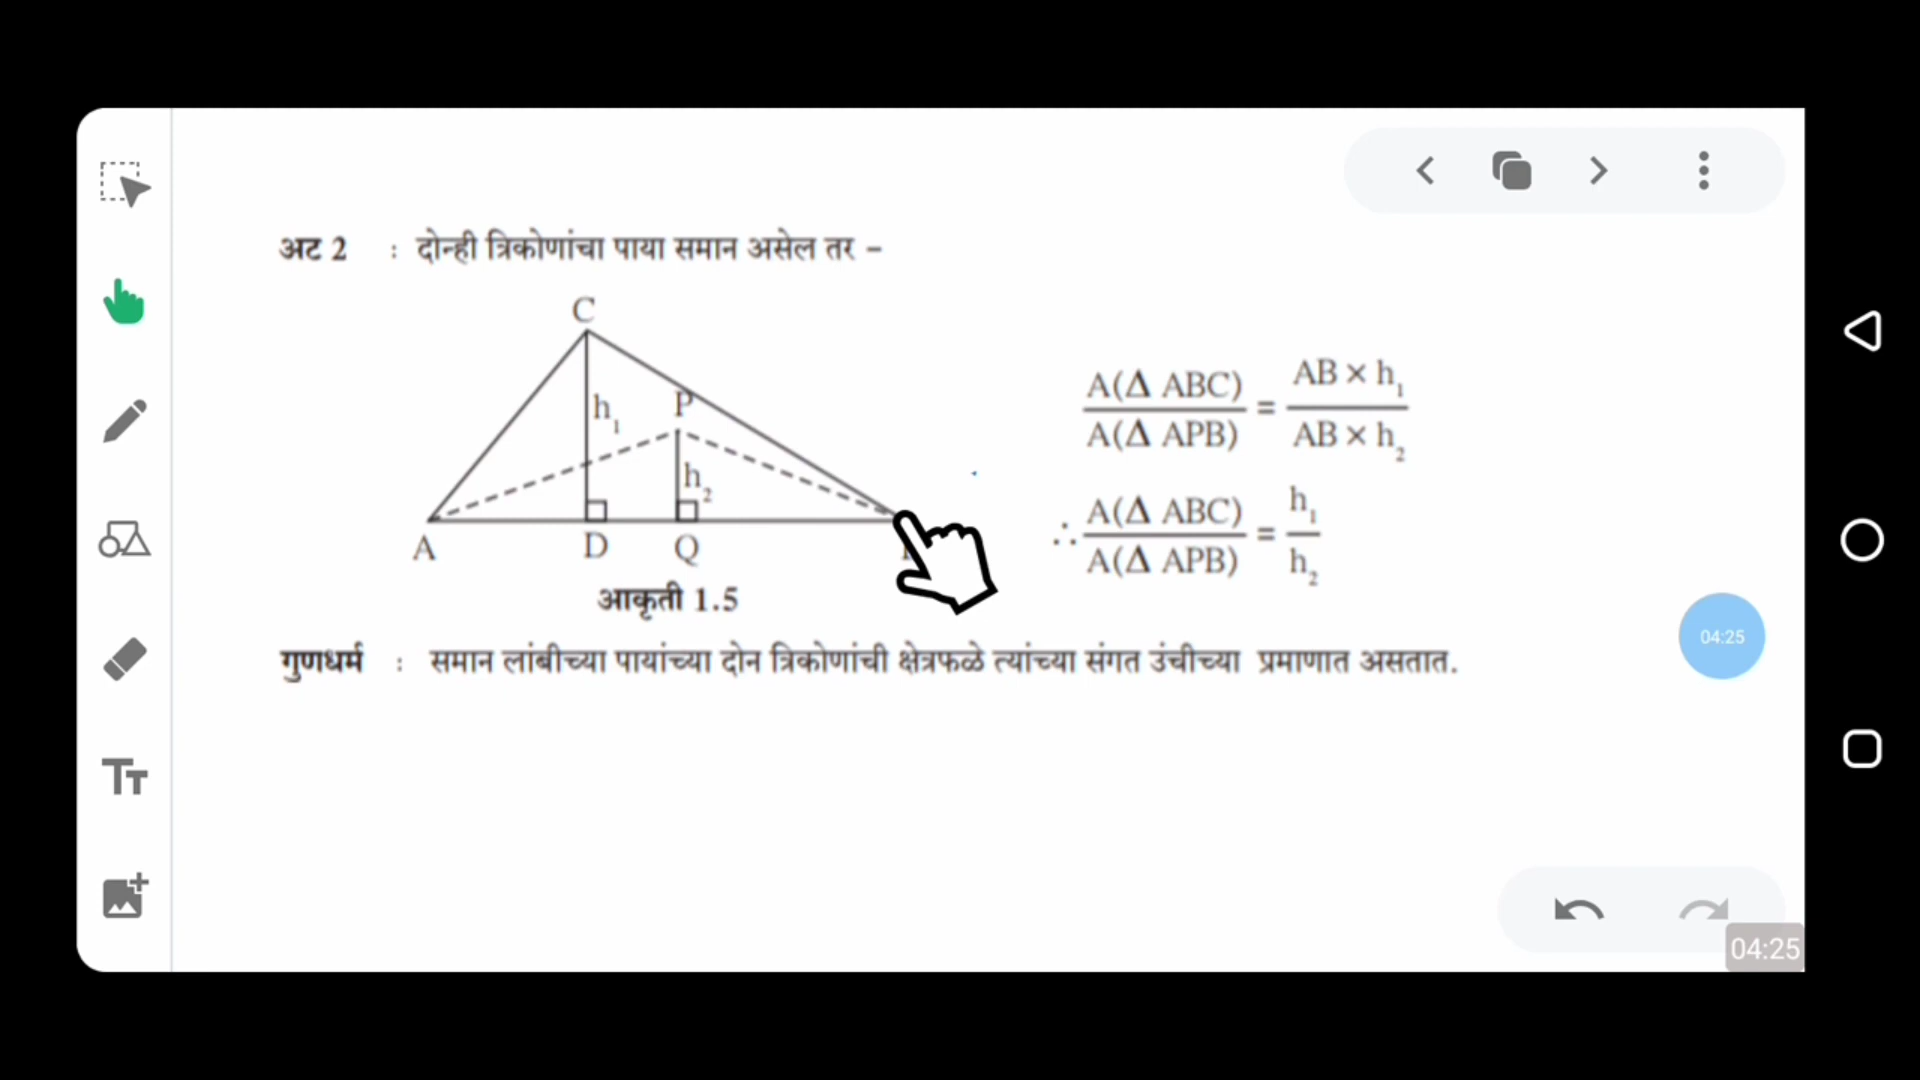 अट 2 : दोन्ही त्रिकोणांचा पाया समान असेल तर –
C
h₁
P
h₂
A D Q
A(Δ ABC) / A(Δ APB) = AB × h₁ / AB × h₂
∴ A(Δ ABC) / A(Δ APB) = h₁ / h₂
आकृती 1.5
गुणधर्म : समान लांबीच्या पायांच्या दोन त्रिकोणांची क्षेत्रफळे त्यांच्या संगत उंचीच्या प्रमाणात असतात.
04:25
04:25
TT